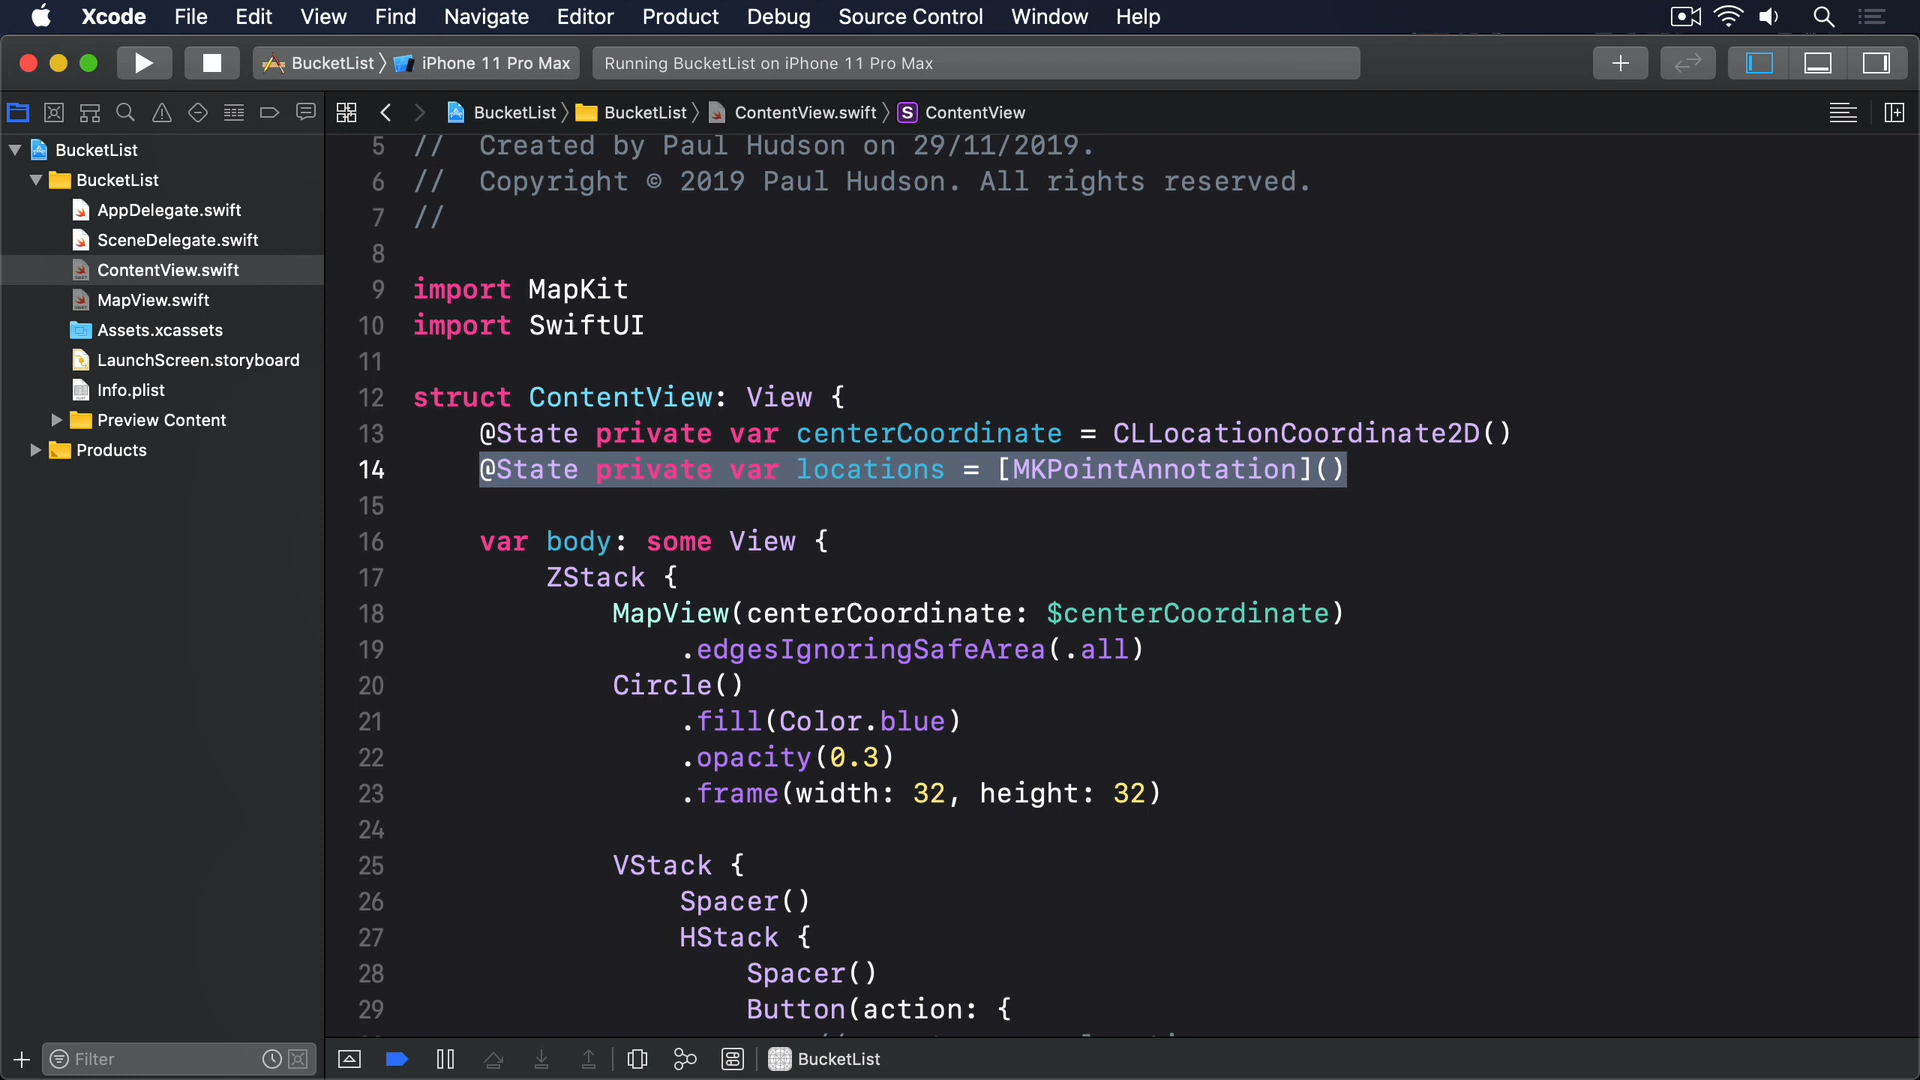 Xcode File Edit View Find Navigate Editor Product Debug Source Control Window Help
BucketList iPhone 11 Pro Max
Running BucketList on iPhone 11 Pro Max
BucketList BucketList ContentView.swift S ContentView
BucketList
BucketList
AppDelegate.swift
SceneDelegate.swift
ContentView.swift
MapView.swift
Assets.xcassets
LaunchScreen.storyboard
Info.plist
Preview Content
Products
5 //  Created by Paul Hudson on 29/11/2019.
6 //  Copyright © 2019 Paul Hudson. All rights reserved.
7 //
8
9 import MapKit
10 import SwiftUI
11
12 struct ContentView: View {
13     @State private var centerCoordinate = CLLocationCoordinate2D()
14     @State private var locations = [MKPointAnnotation]()
15
16     var body: some View {
17         ZStack {
18             MapView(centerCoordinate: $centerCoordinate)
19                 .edgesIgnoringSafeArea(.all)
20             Circle()
21                 .fill(Color.blue)
22                 .opacity(0.3)
23                 .frame(width: 32, height: 32)
24
25             VStack {
26                 Spacer()
27                 HStack {
28                     Spacer()
29                     Button(action: {
Filter
BucketList